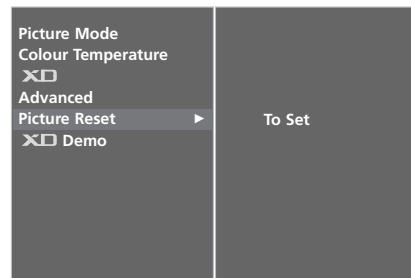 Picture Mode
Colour Temperature
XD
Advanced
Picture Reset ►
To Set
XD Demo